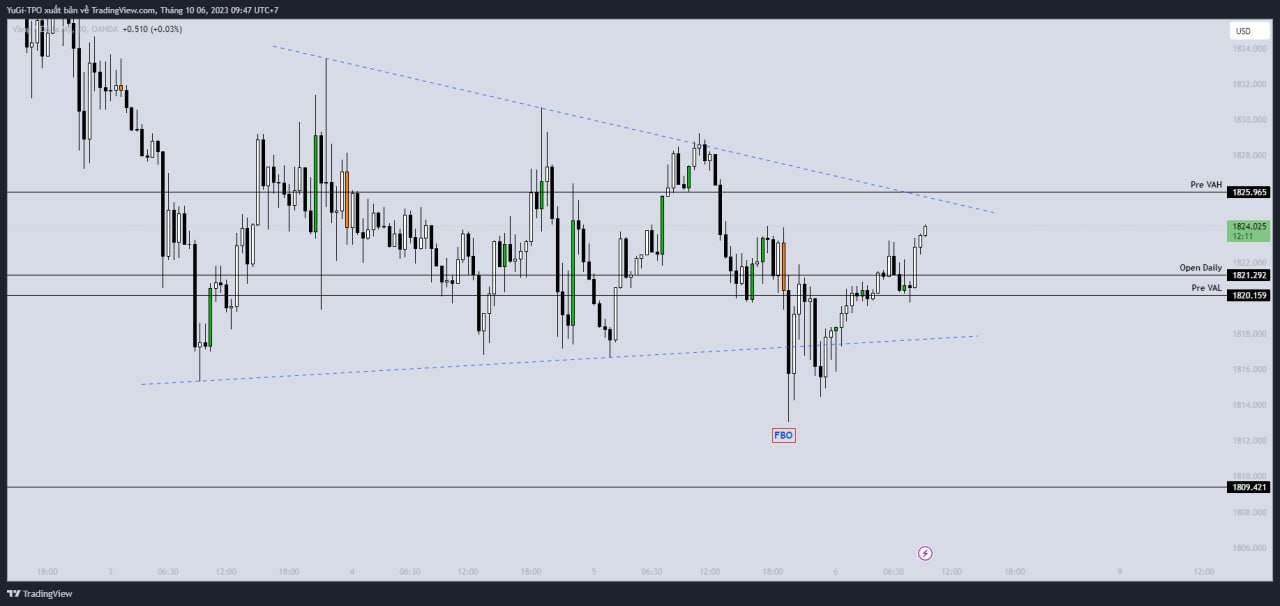 YuGi-TPO xuất bản về TradingView.com, Tháng 10 06, 2023 09:47 UTC+7
OANDA +0.510 (+0.03%)
USD
1834.000
1832.000
1830.000
1828.000
Pre VAH 1825.965
1824.025
12:11
1822.000
Open Daily 1821.292
Pre VAL 1820.159
1818.000
1816.000
1814.000
FBO
1812.000
1810.000
1809.421
1808.000
1806.000
18:00 3 06:30 12:00 18:00 4 06:30 12:00 18:00 5 06:30 12:00 18:00 6 06:30 12:00 18:00 9 12:00
TradingView